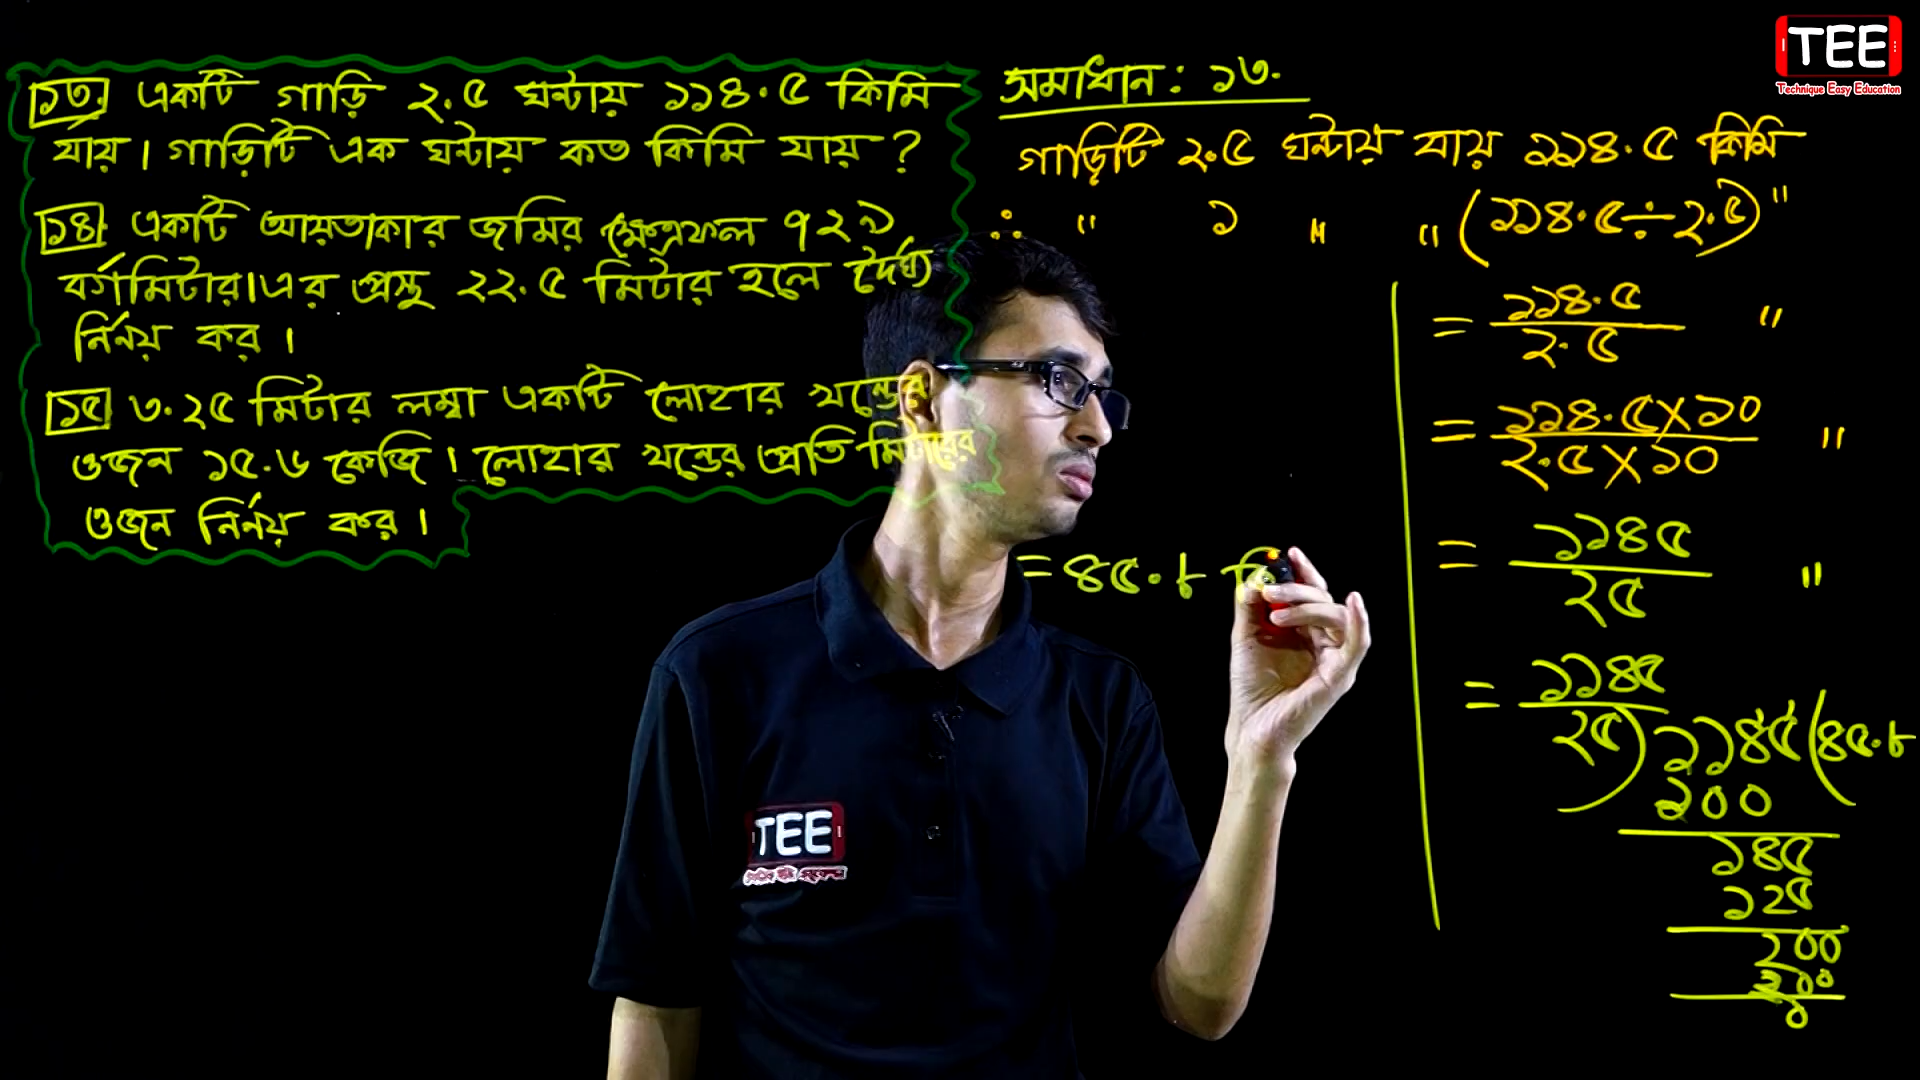 ১৩. একটি গাড়ি ২.৫ ঘন্টায় ১১৪.৫ কিমি
যায়। গাড়িটি এক ঘন্টায় কত কিমি যায়?
১৪. একটি আয়তাকার জমির ক্ষেত্রফল ৭২৯
বর্গমিটার।এর প্রস্থ ২২.৫ মিটার হলে দৈর্ঘ্য
নির্নয় কর।
১৫ ৩.২৫ মিটার লম্বা একটি লোহার খন্ডের
ওজন ১৫.৬ কেজি। লোহার খন্ডের প্রতি মিটারের
ওজন নির্নয় কর।
সমাধান: ১৩.
গাড়িটি ২.৫ ঘন্টায় যায় ১১৪.৫ কিমি
∴ " ১ " " (১১৪.৫÷২.৫) "
= ১১৪.৫ "
২.৫
= ১১৪.৫×১০ "
২.৫×১০
= ১১৪৫ "
২৫
= ১১৪৫
২৫) ১১৪৫ (৪৫.৮
১০০
১৪৫
১২৫
২০০
২০০
০
= ৪৫.৮ কি
TEE
Technique Easy Education
TEE